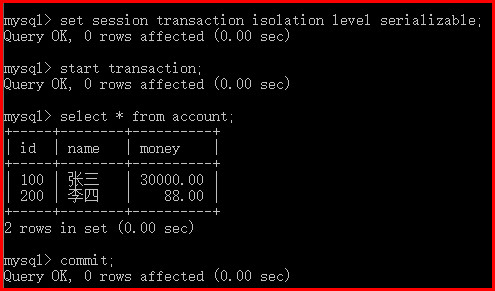 mysql> set session transaction isolation level serializable;
Query OK, 0 rows affected (0.00 sec)
mysql> start transaction;
Query OK, 0 rows affected (0.00 sec)
mysql> select * from account;
+-----+--------+----------+
| id  | name   | money    |
+-----+--------+----------+
| 100 | 张三   | 30000.00 |
| 200 | 李四   |    88.00 |
+-----+--------+----------+
2 rows in set (0.00 sec)
mysql> commit;
Query OK, 0 rows affected (0.00 sec)